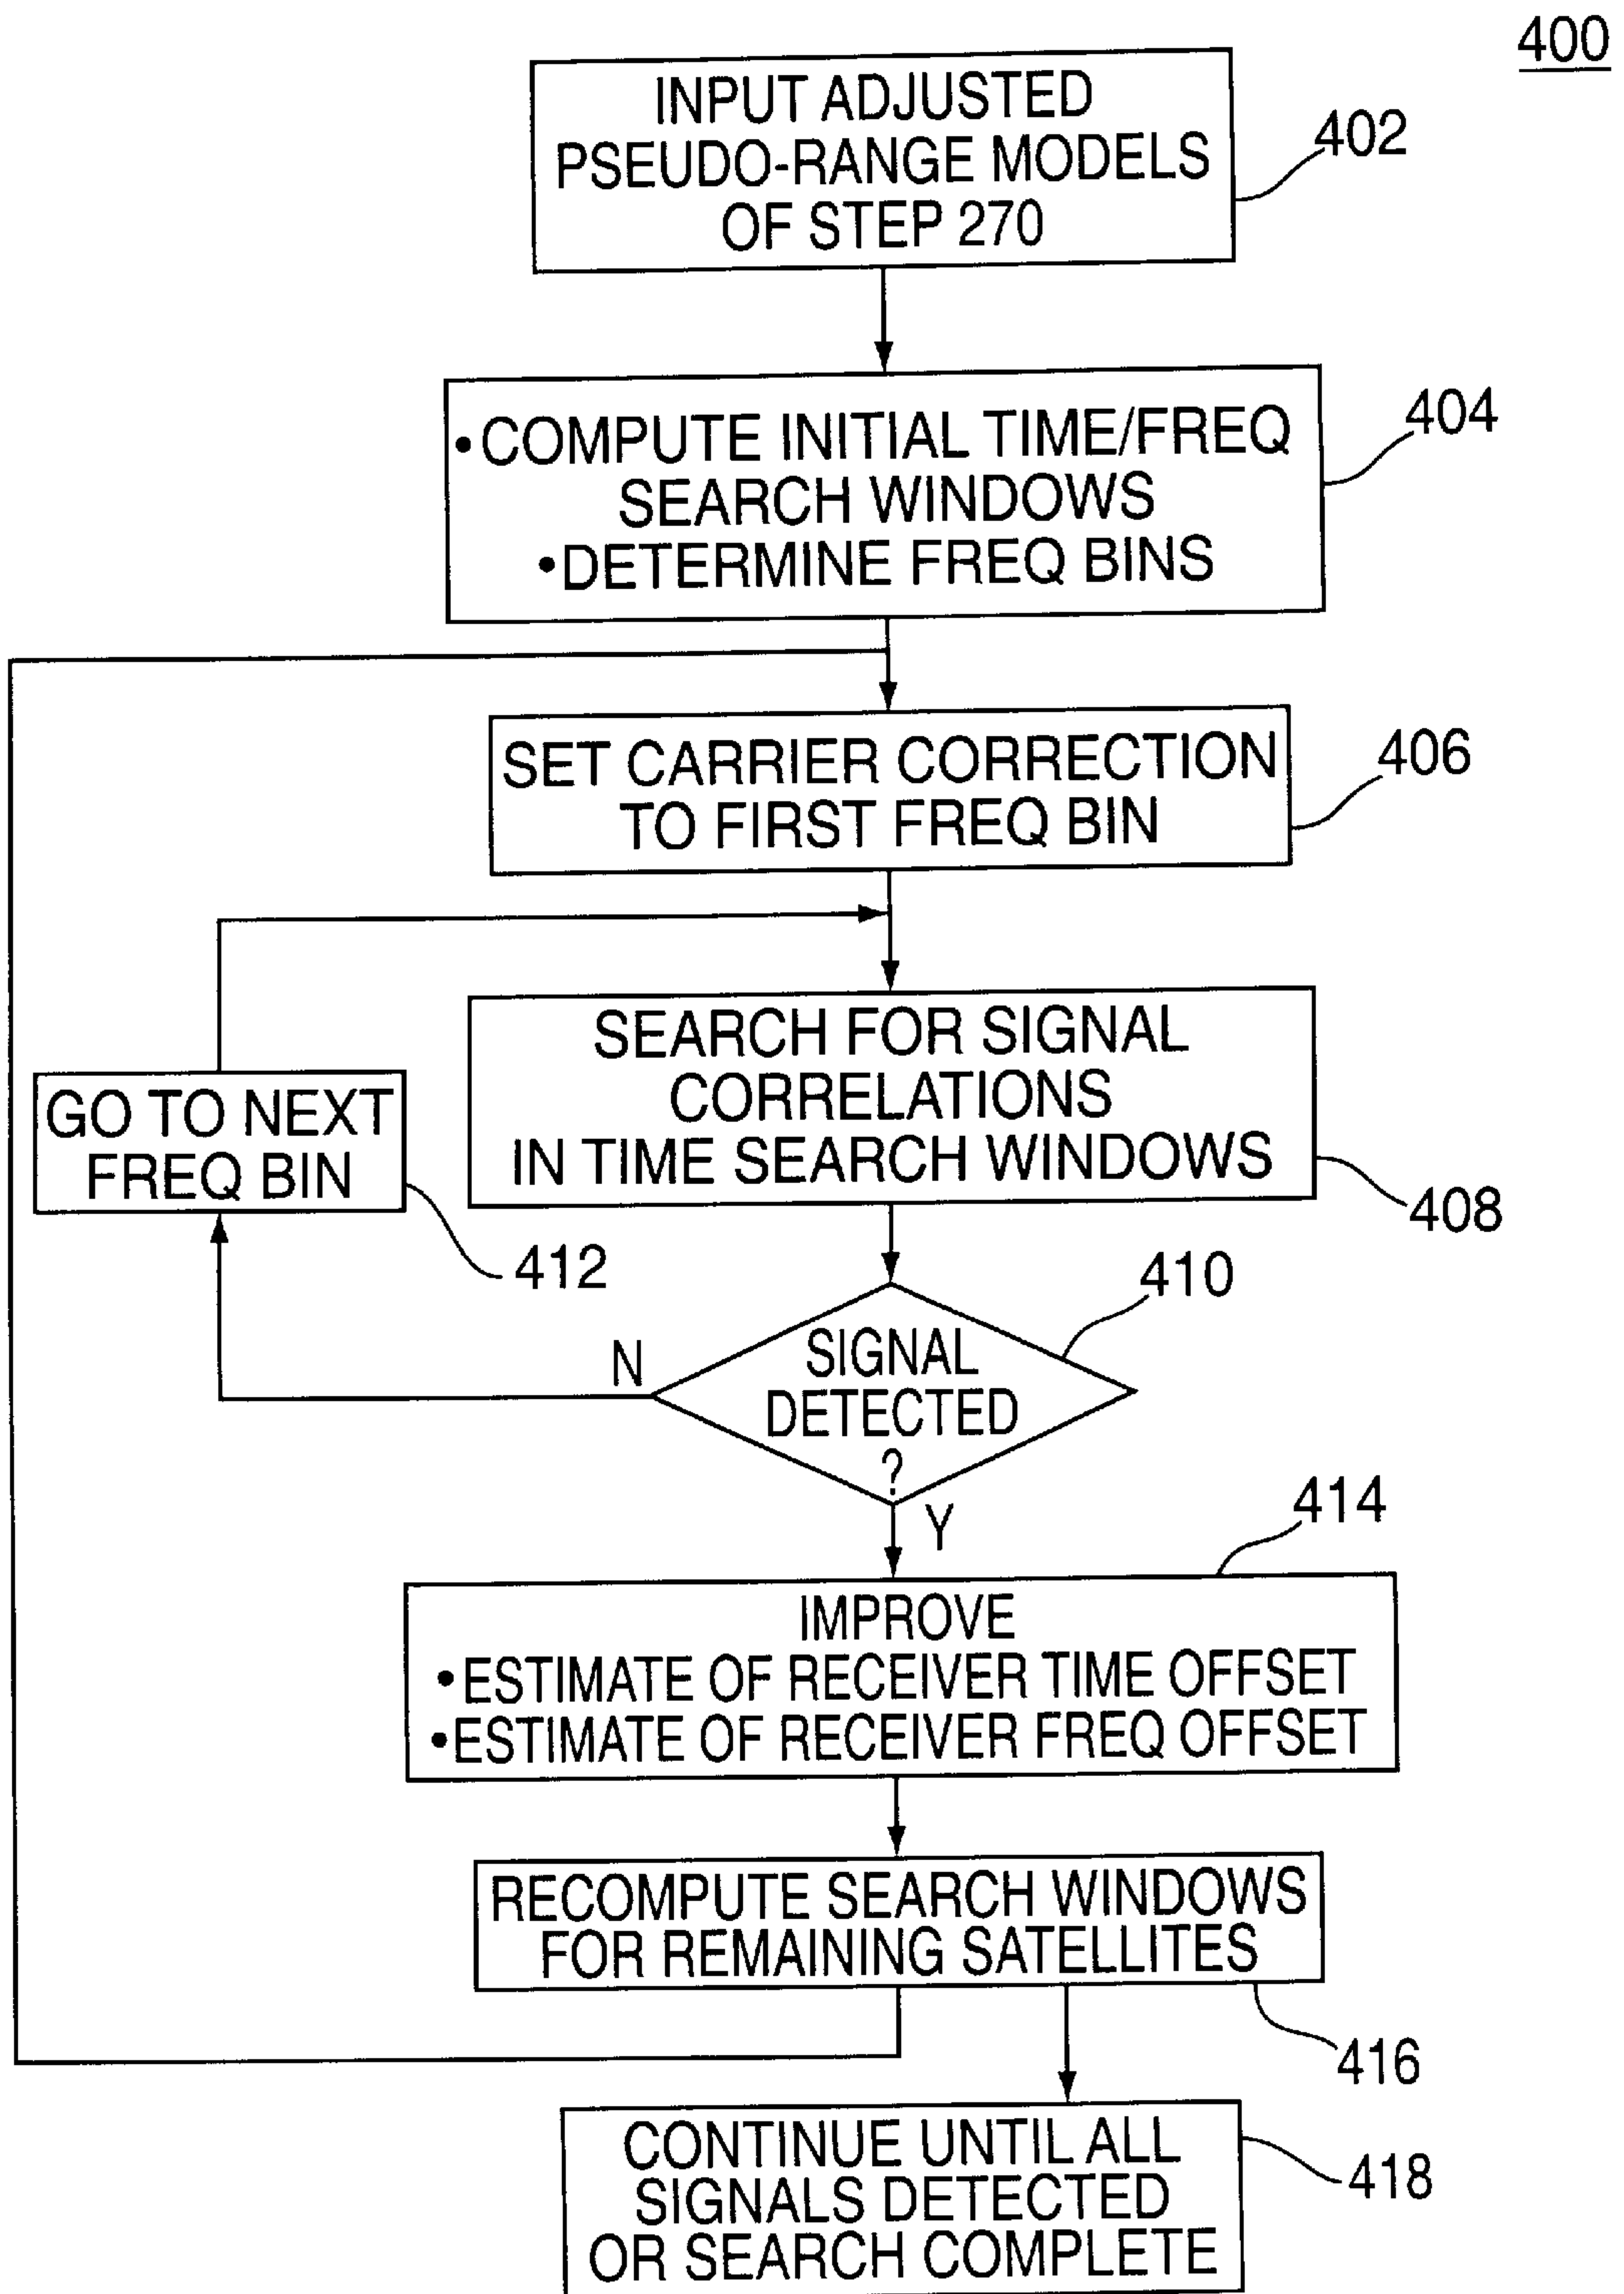 400
INPUT ADJUSTED
PSEUDO-RANGE MODELS
OF STEP 270
402
•COMPUTE INITIAL TIME/FREQ
SEARCH WINDOWS
•DETERMINE FREQ BINS
404
SET CARRIER CORRECTION
TO FIRST FREQ BIN
406
SEARCH FOR SIGNAL
CORRELATIONS
IN TIME SEARCH WINDOWS
408
GO TO NEXT
FREQ BIN
412
SIGNAL
DETECTED
?
410
N
Y
IMPROVE
•ESTIMATE OF RECEIVER TIME OFFSET
•ESTIMATE OF RECEIVER FREQ OFFSET
414
RECOMPUTE SEARCH WINDOWS
FOR REMAINING SATELLITES
416
CONTINUE UNTIL ALL
SIGNALS DETECTED
OR SEARCH COMPLETE
418